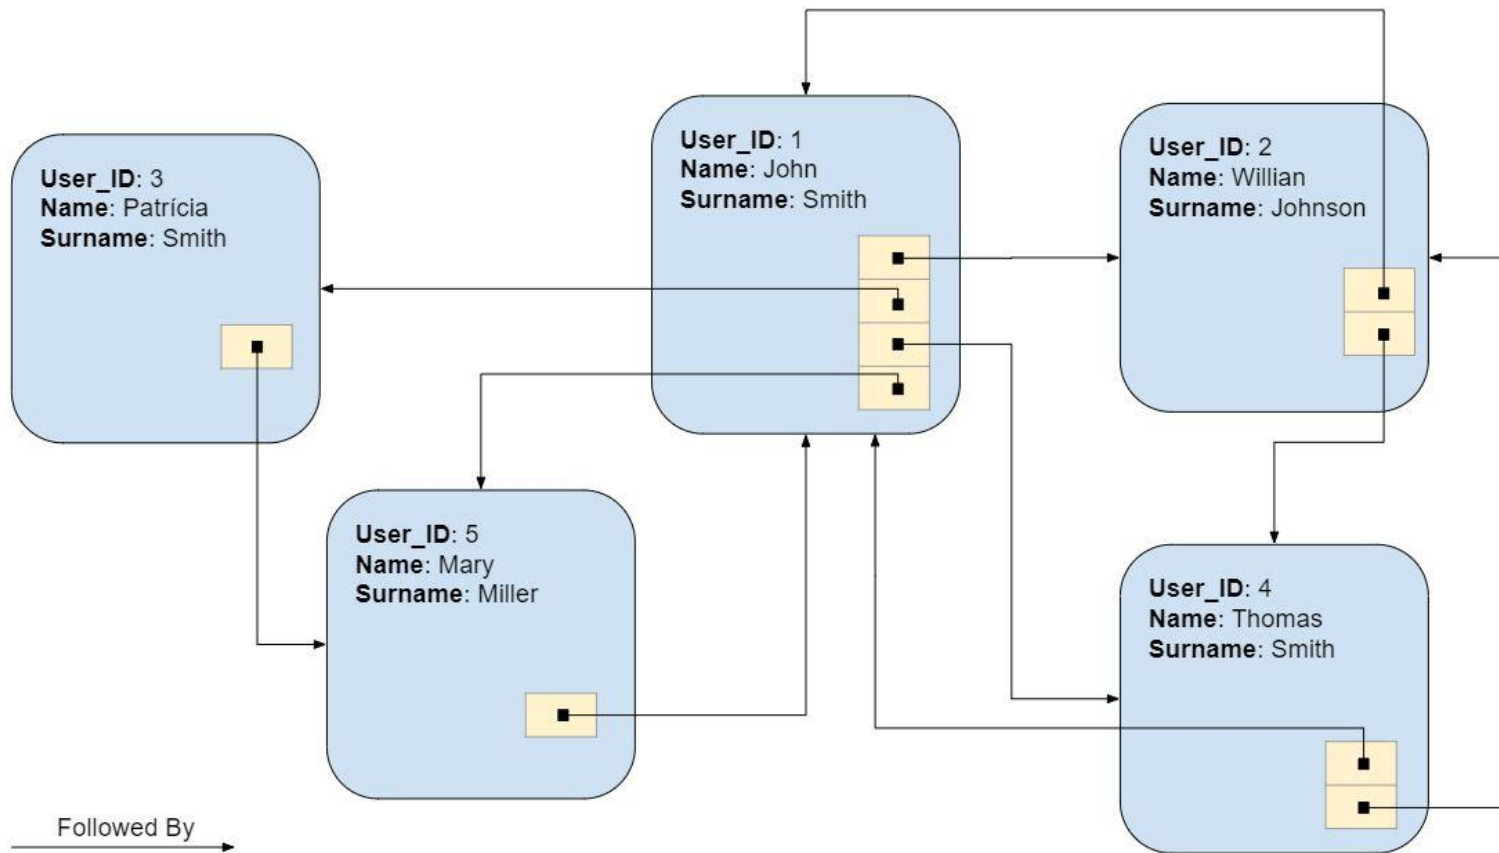 User_ID: 3
Name: Patrícia
Surname: Smith
User_ID: 1
Name: John
Surname: Smith
User_ID: 2
Name: Willian
Surname: Johnson
User_ID: 5
Name: Mary
Surname: Miller
User_ID: 4
Name: Thomas
Surname: Smith
Followed By